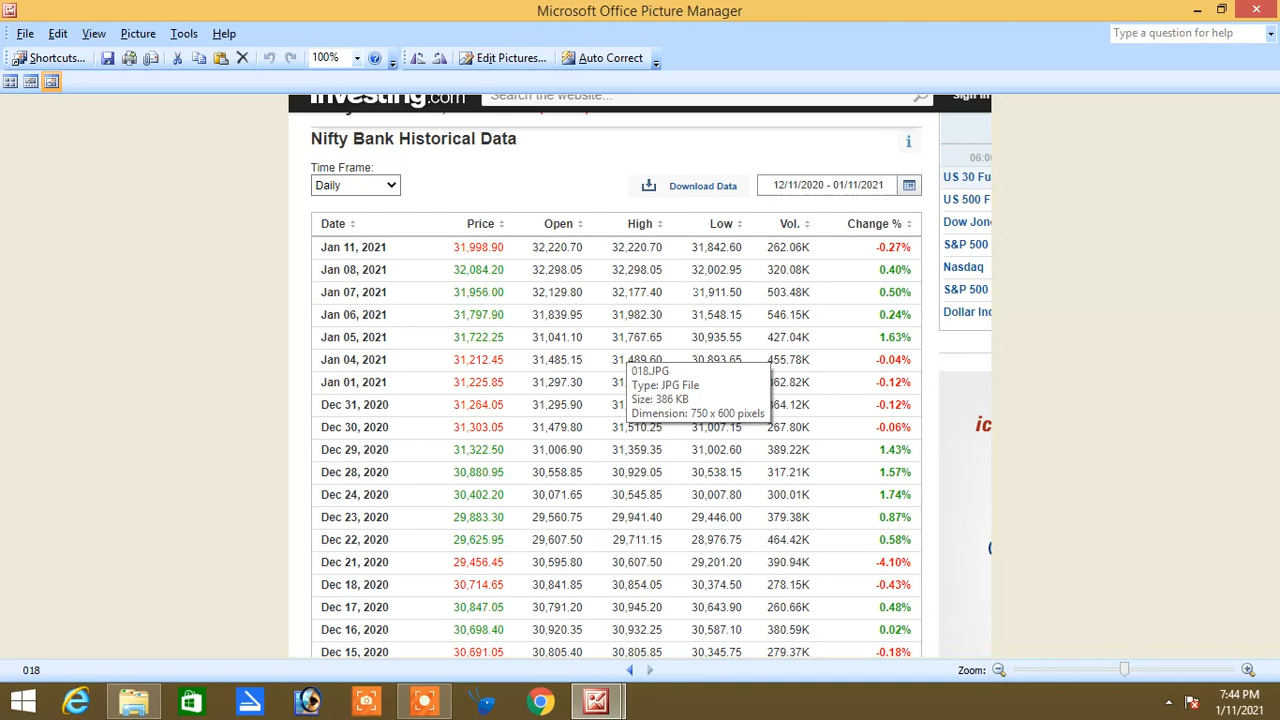 Microsoft Office Picture Manager
File Edit View Picture Tools Help
Type a question for help
Shortcuts... 100% Edit Pictures... Auto Correct
Investing.com Search the website... Sign In
Nifty Bank Historical Data
Time Frame:
Daily Download Data 12/11/2020 - 01/11/2021
Date Price Open High Low Vol. Change %
Jan 11, 2021 31,998.90 32,220.70 32,220.70 31,842.60 262.06K -0.27%
Jan 08, 2021 32,084.20 32,298.05 32,298.05 32,002.95 320.08K 0.40%
Jan 07, 2021 31,956.00 32,129.80 32,177.40 31,911.50 503.48K 0.50%
Jan 06, 2021 31,797.90 31,839.95 31,982.30 31,548.15 546.15K 0.24%
Jan 05, 2021 31,722.25 31,041.10 31,767.65 30,935.55 427.04K 1.63%
Jan 04, 2021 31,212.45 31,485.15 31,489.60 30,893.65 455.78K -0.04%
Jan 01, 2021 31,225.85 31,297.30 -0.12%
Dec 31, 2020 31,264.05 31,295.90 -0.12%
Dec 30, 2020 31,303.05 31,479.80 31,510.25 31,007.15 267.80K -0.06%
Dec 29, 2020 31,322.50 31,006.90 31,359.35 31,002.60 389.22K 1.43%
Dec 28, 2020 30,880.95 30,558.85 30,929.05 30,538.15 317.21K 1.57%
Dec 24, 2020 30,402.20 30,071.65 30,545.85 30,007.80 300.01K 1.74%
Dec 23, 2020 29,883.30 29,560.75 29,941.40 29,446.00 379.38K 0.87%
Dec 22, 2020 29,625.95 29,607.50 29,711.15 28,976.75 464.42K 0.58%
Dec 21, 2020 29,456.45 30,595.80 30,607.50 29,201.20 390.94K -4.10%
Dec 18, 2020 30,714.65 30,841.85 30,854.05 30,374.50 278.15K -0.43%
Dec 17, 2020 30,847.05 30,791.20 30,945.20 30,643.90 260.66K 0.48%
Dec 16, 2020 30,698.40 30,920.35 30,932.25 30,587.10 380.59K 0.02%
Dec 15, 2020 30,691.05 30,805.40 30,805.85 30,345.75 279.37K -0.18%
018.JPG
Type: JPG File
Size: 386 KB
Dimension: 750 x 600 pixels
US 30 Fu
US 500 F
Dow Jon
S&P 500
Nasdaq
S&P 500
Dollar Ind
ic
018
Zoom:
7:44 PM
1/11/2021